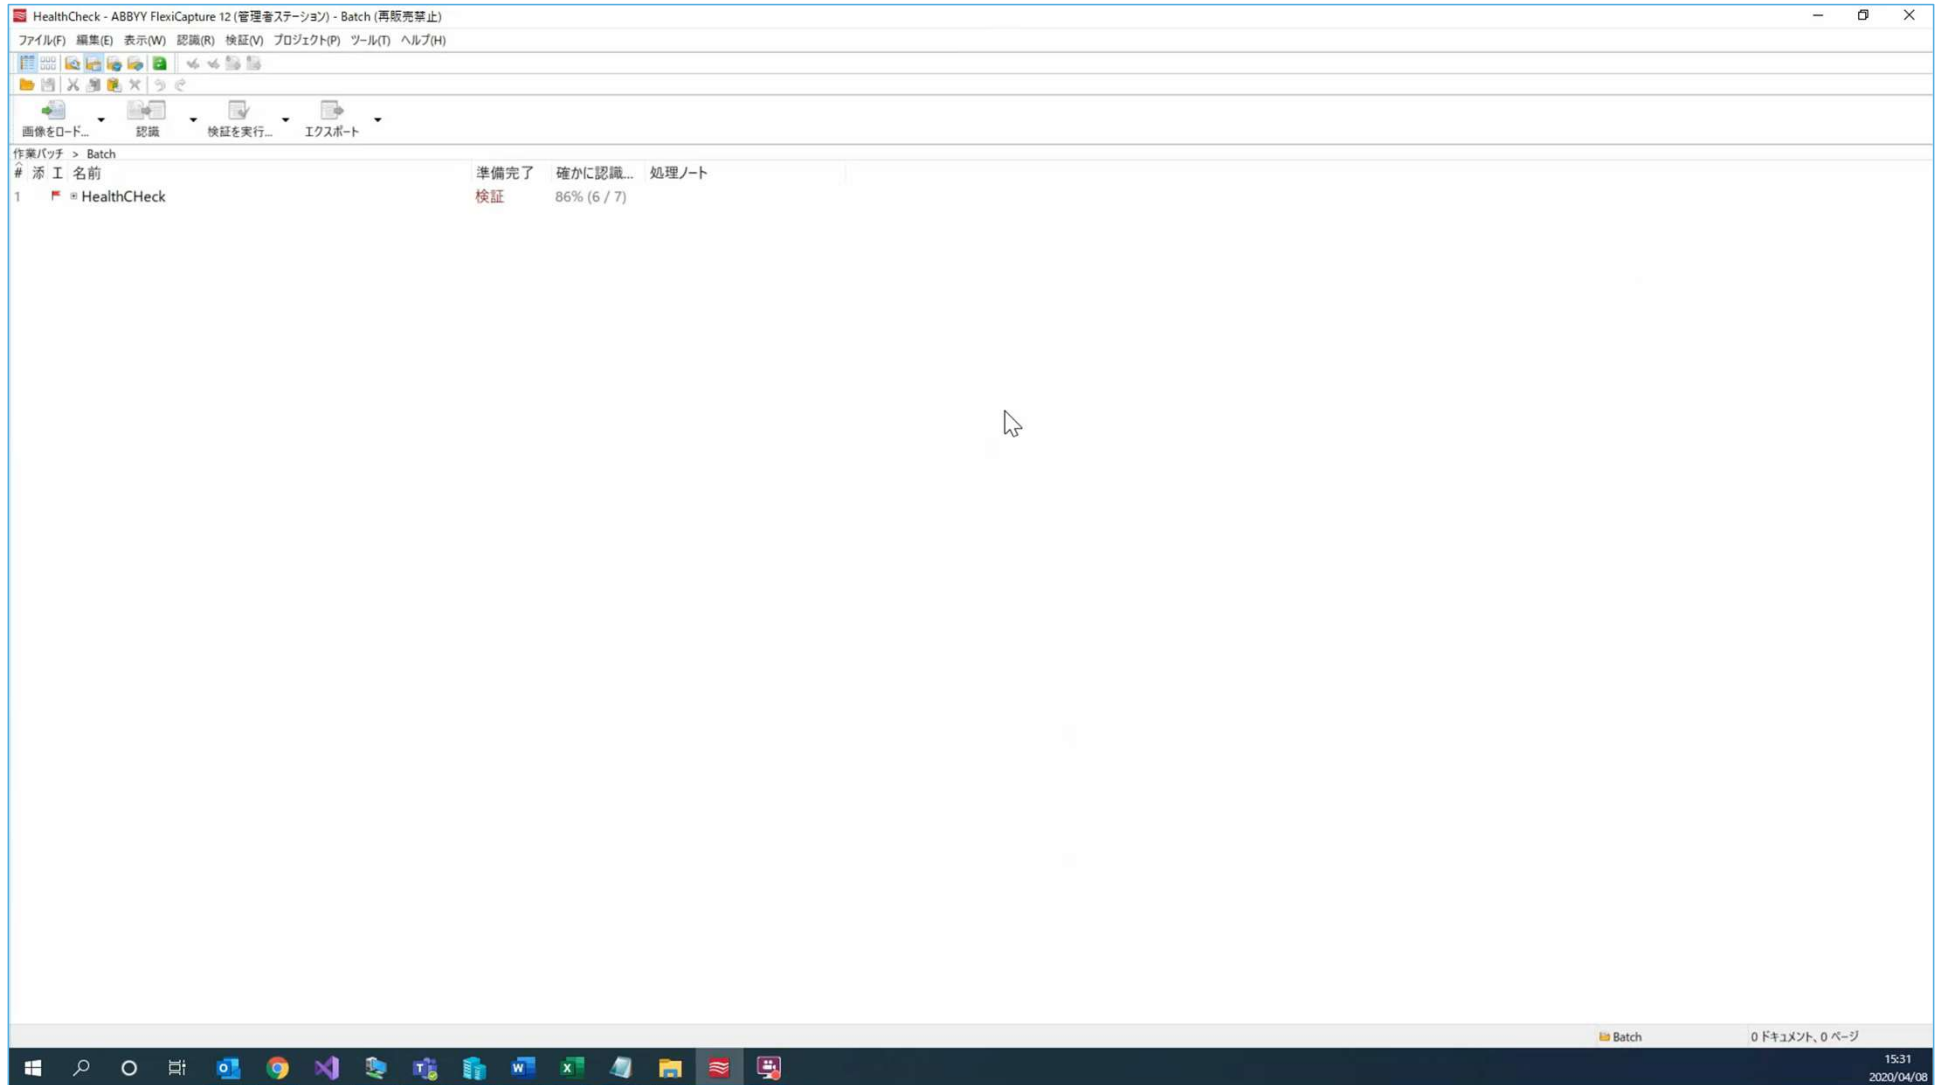 HealthCheck - ABBYY FlexiCapture 12 (管理者ステーション) - Batch (再販売禁止)
ファイル(F) 編集(E) 表示(W) 認識(R) 検証(V) プロジェクト(P) ツール(T) ヘルプ(H)
画像をロード... 認識 検証を実行... エクスポート
作業バッチ > Batch
# 添 エ 名前 準備完了 確かに認識... 処理ノート
1 HealthCHeck 検証 86% (6 / 7)
Batch 0 ドキュメント、0 ページ
15:31
2020/04/08